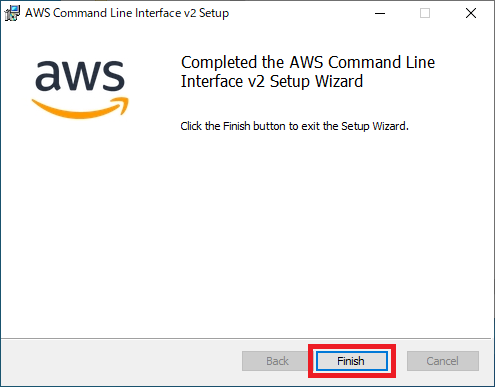 AWS Command Line Interface v2 Setup
aws
Completed the AWS Command Line
Interface v2 Setup Wizard
Click the Finish button to exit the Setup Wizard.
Back
Finish
Cancel